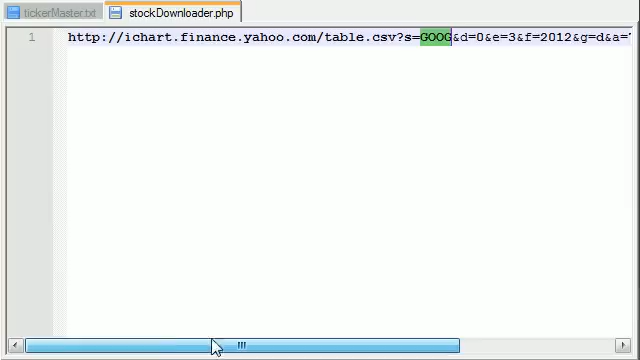 tickerMaster.txt stockDownloader.php
1 http://ichart.finance.yahoo.com/table.csv?s=GOOG&d=0&e=3&f=2012&g=d&a=